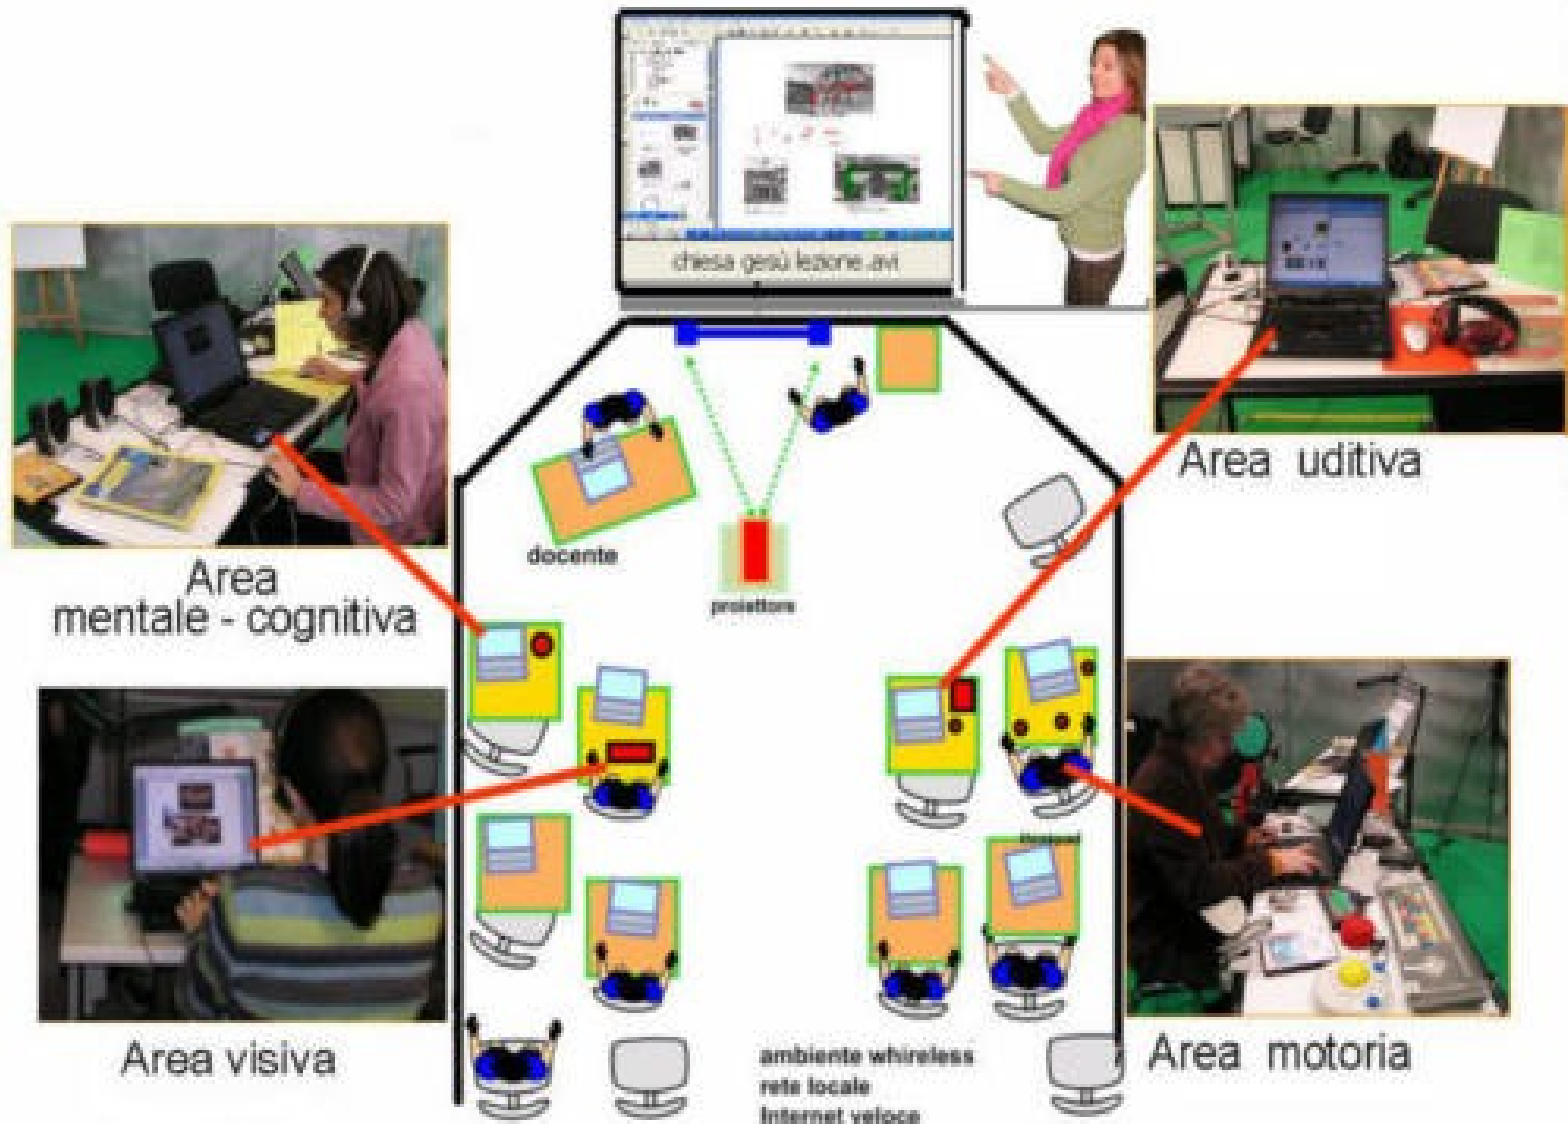 chiesa gesù lezione.avi
Area uditiva
docente
proiettore
Area
mentale - cognitiva
Area visiva
Area motoria
ambiente whireless
rete locale
Internet veloce